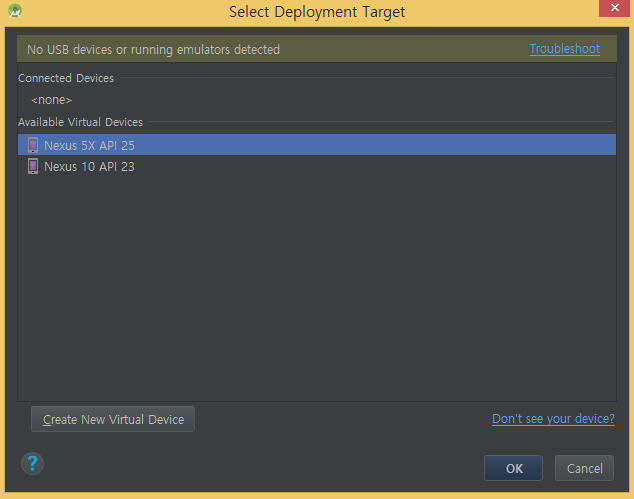 Select Deployment Target
No USB devices or running emulators detected Troubleshoot
Connected Devices
<none>
Available Virtual Devices
Nexus 5X API 25
Nexus 10 API 23
Create New Virtual Device Don't see your device?
? OK Cancel